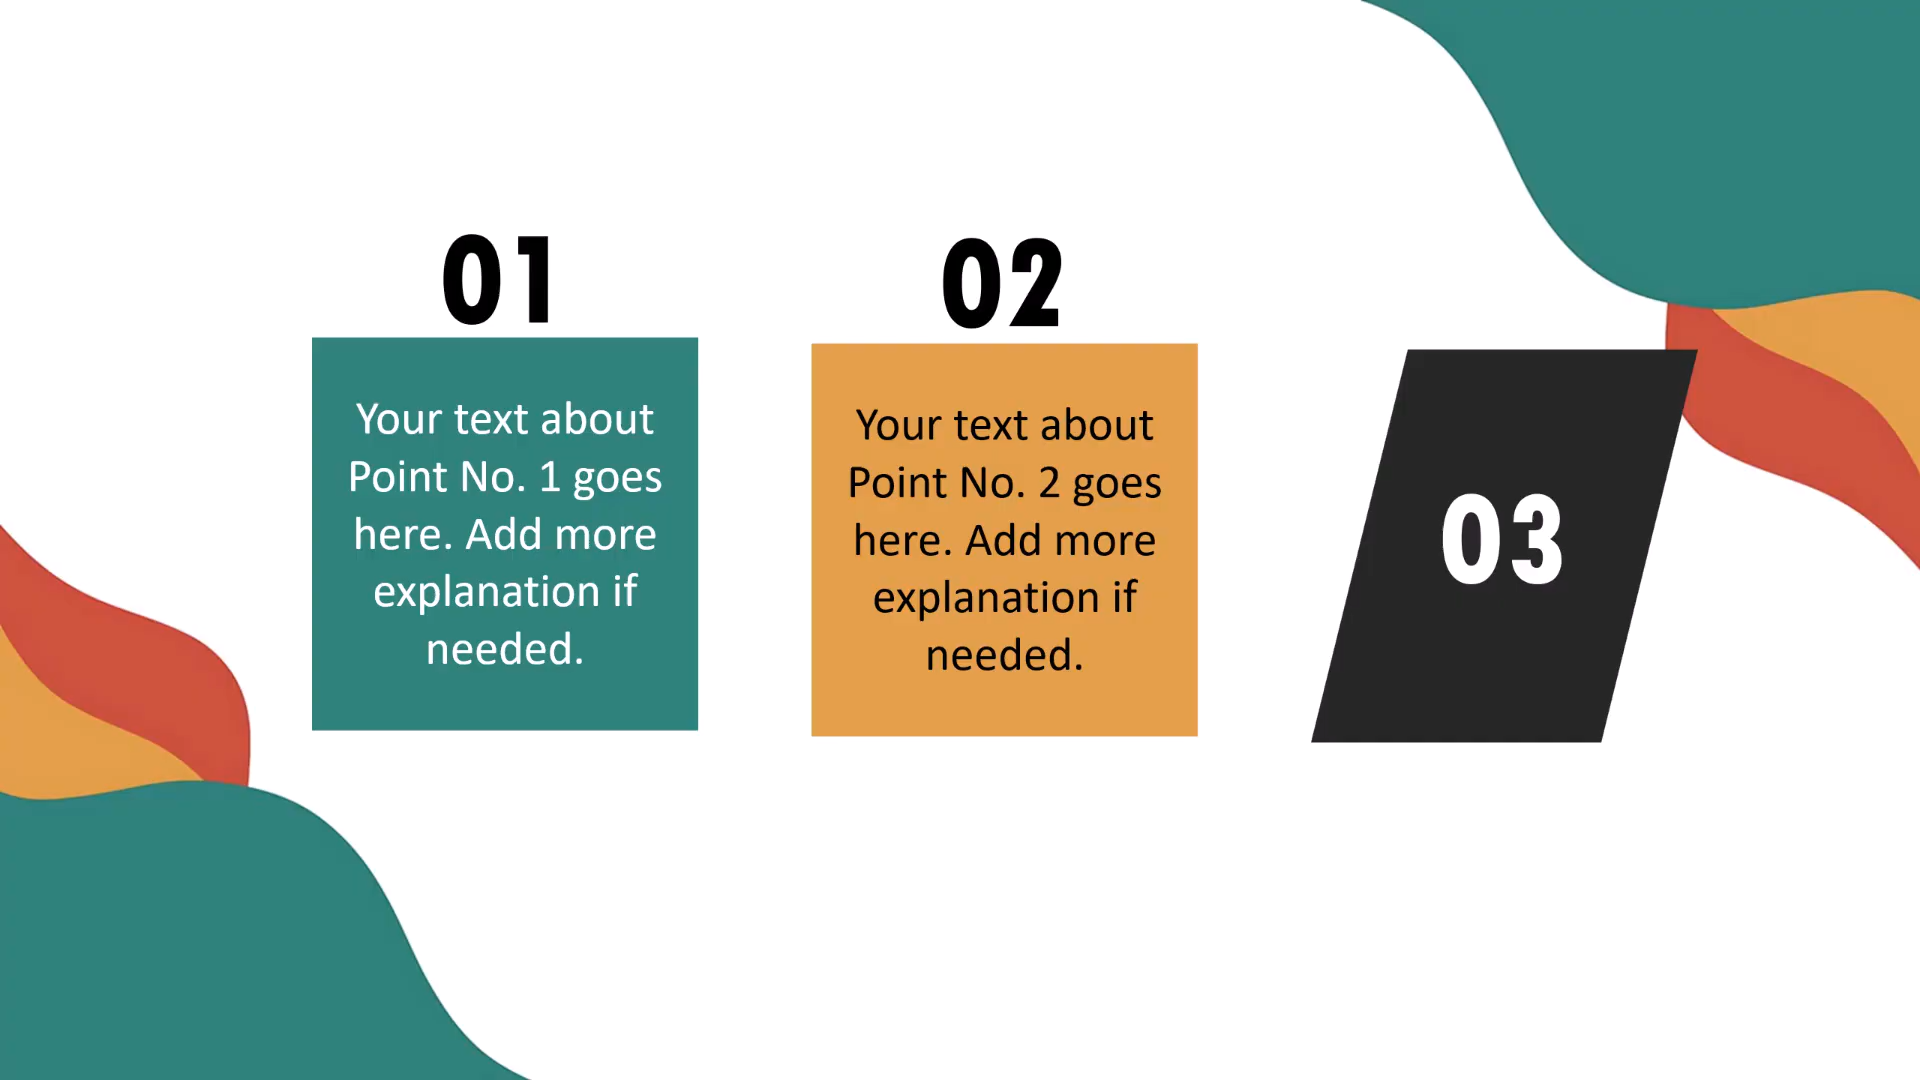 01
Your text about
Point No. 1 goes
here. Add more
explanation if
needed.
02
Your text about
Point No. 2 goes
here. Add more
explanation if
needed.
03